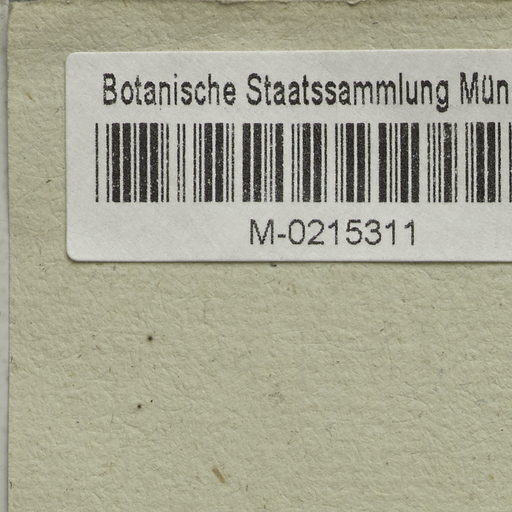 Botanische Staatssammlung Mün
M-0215311